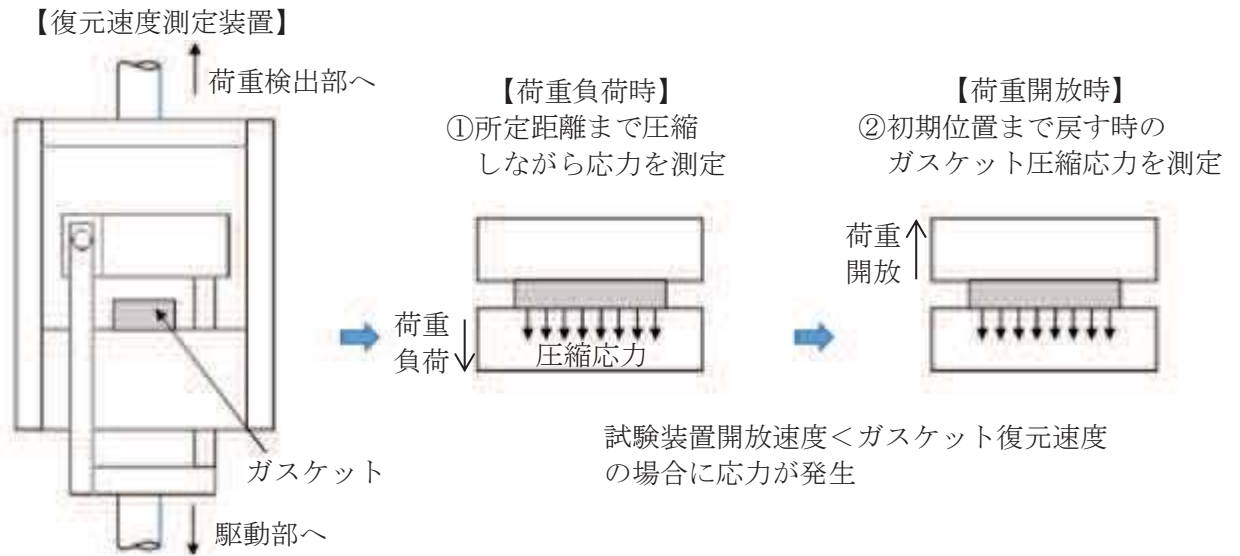 【復元速度測定装置】
荷重検出部へ
ガスケット
駆動部へ
【荷重負荷時】
①所定距離まで圧縮
しながら応力を測定
荷重
負荷
圧縮応力
【荷重開放時】
②初期位置まで戻す時の
ガスケット圧縮応力を測定
荷重
開放
試験装置開放速度＜ガスケット復元速度
の場合に応力が発生